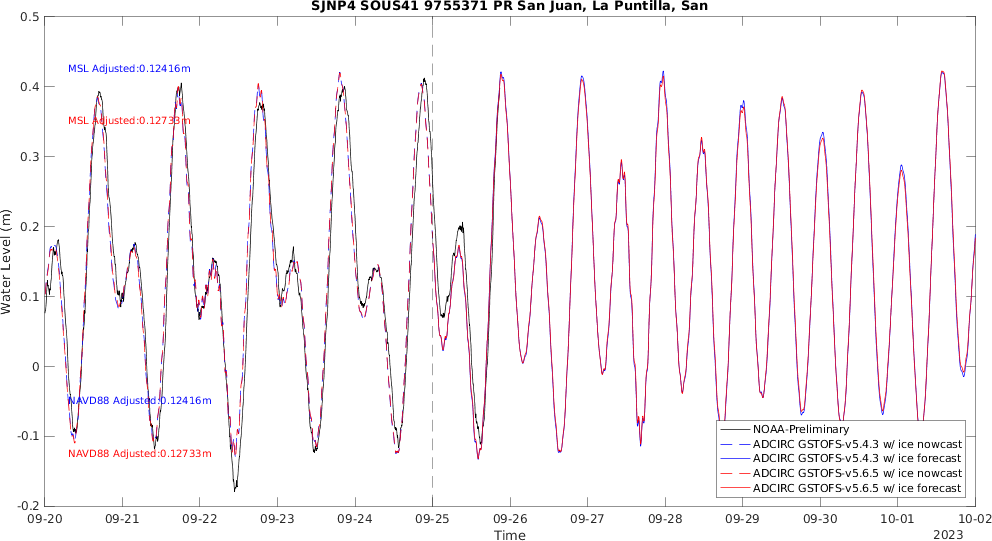 SJNP4 SOUS41 9755371 PR San Juan, La Puntilla, San
0.5
0.4
0.3
0.2
0.1
0
-0.1
-0.2
Water Level (m)
MSL Adjusted:0.12416m
MSL Adjusted:0.12733m
NAVD88 Adjusted:0.12416m
NAVD88 Adjusted:0.12733m
NOAA-Preliminary
ADCIRC GSTOFS-v5.4.3 w/ ice nowcast
ADCIRC GSTOFS-v5.4.3 w/ ice forecast
ADCIRC GSTOFS-v5.6.5 w/ ice nowcast
ADCIRC GSTOFS-v5.6.5 w/ ice forecast
09-20 09-21 09-22 09-23 09-24 09-25 09-26 09-27 09-28 09-29 09-30 10-01 10-02
Time
2023